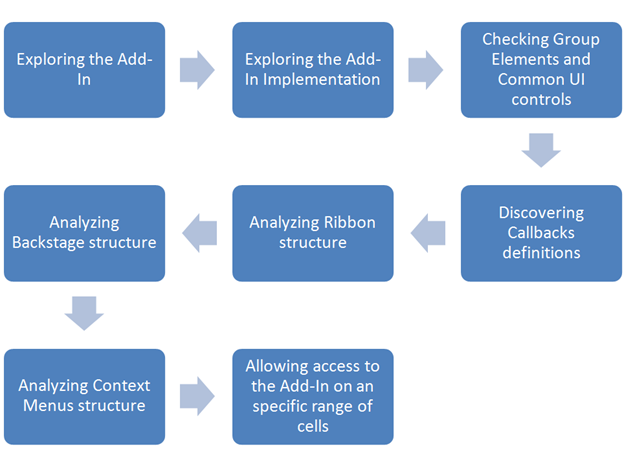 Exploring the Add-
In
Exploring the Add-
In Implementation
Checking Group
Elements and
Common UI
controls
Discovering
Callbacks
definitions
Analyzing Ribbon
structure
Analyzing
Backstage structure
Analyzing Context
Menus structure
Allowing access to
the Add-In on an
specific range of
cells